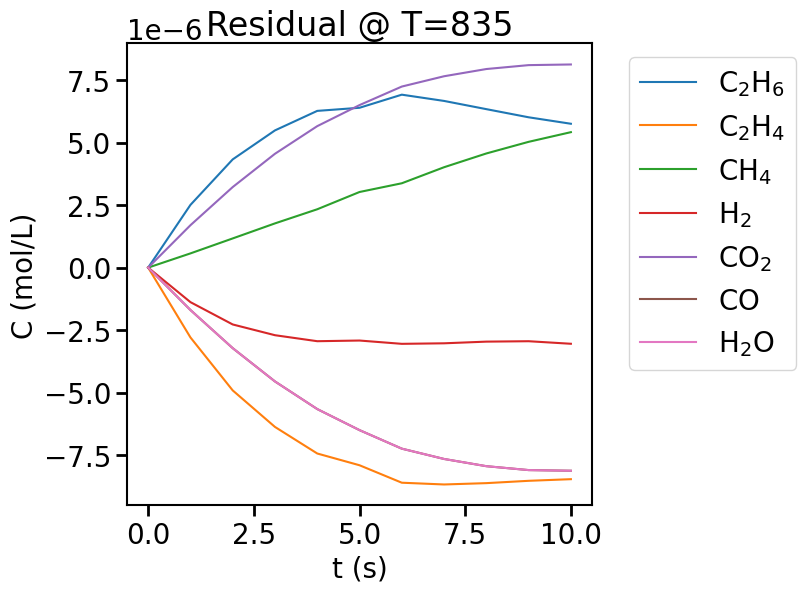 1e−6 Residual @ T=835
C (mol/L)
7.5
5.0
2.5
0.0
−2.5
−5.0
−7.5
0.0 2.5 5.0 7.5 10.0
t (s)
C₂H₆
C₂H₄
CH₄
H₂
CO₂
CO
H₂O